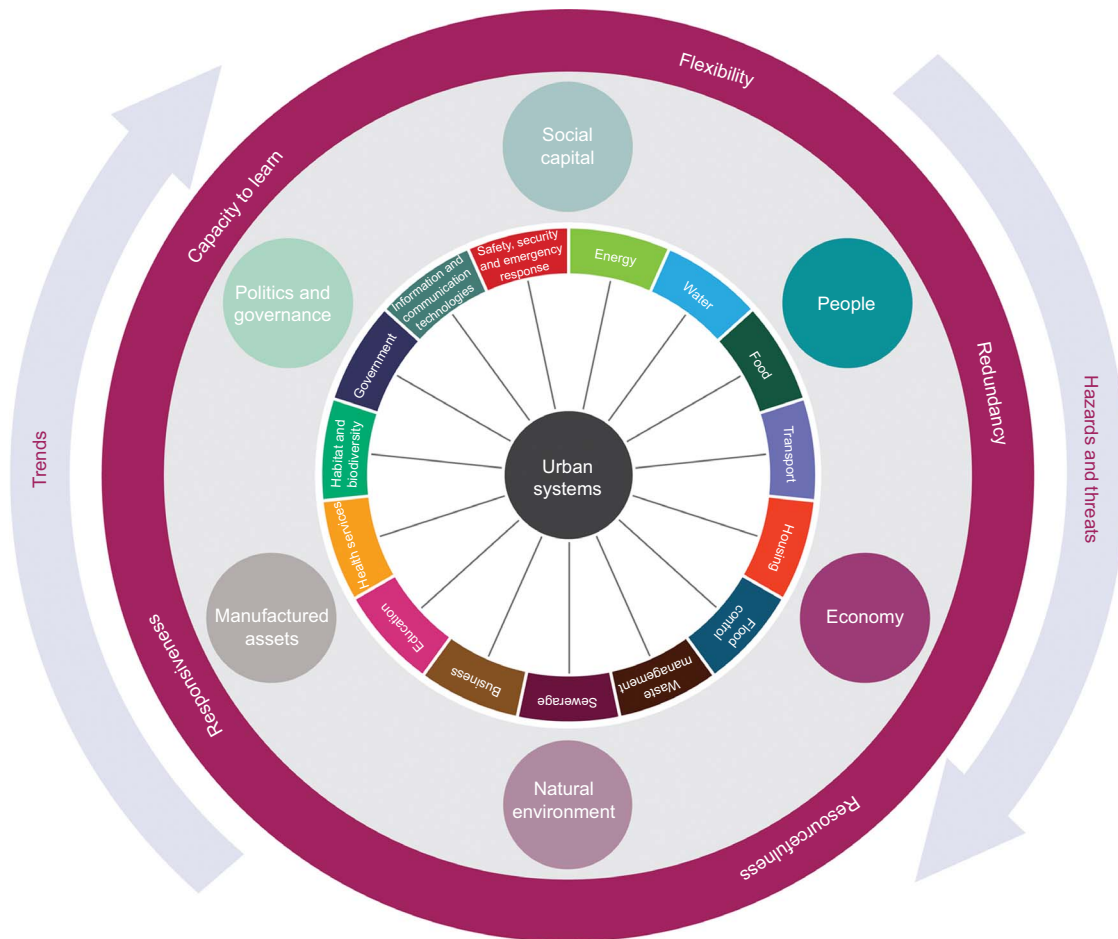 Flexibility
Redundancy
Resourcefulness
Responsiveness
Capacity to learn
Hazards and threats
Trends
Social
capital
People
Economy
Natural
environment
Manufactured
assets
Politics and
governance
Energy
Water
Food
Transport
Housing
Flood
control
Waste
management
Sewerage
Business
Education
Health services
Habitat and
biodiversity
Government
Information and
communication
technologies
Safety, security
and emergency
response
Urban
systems